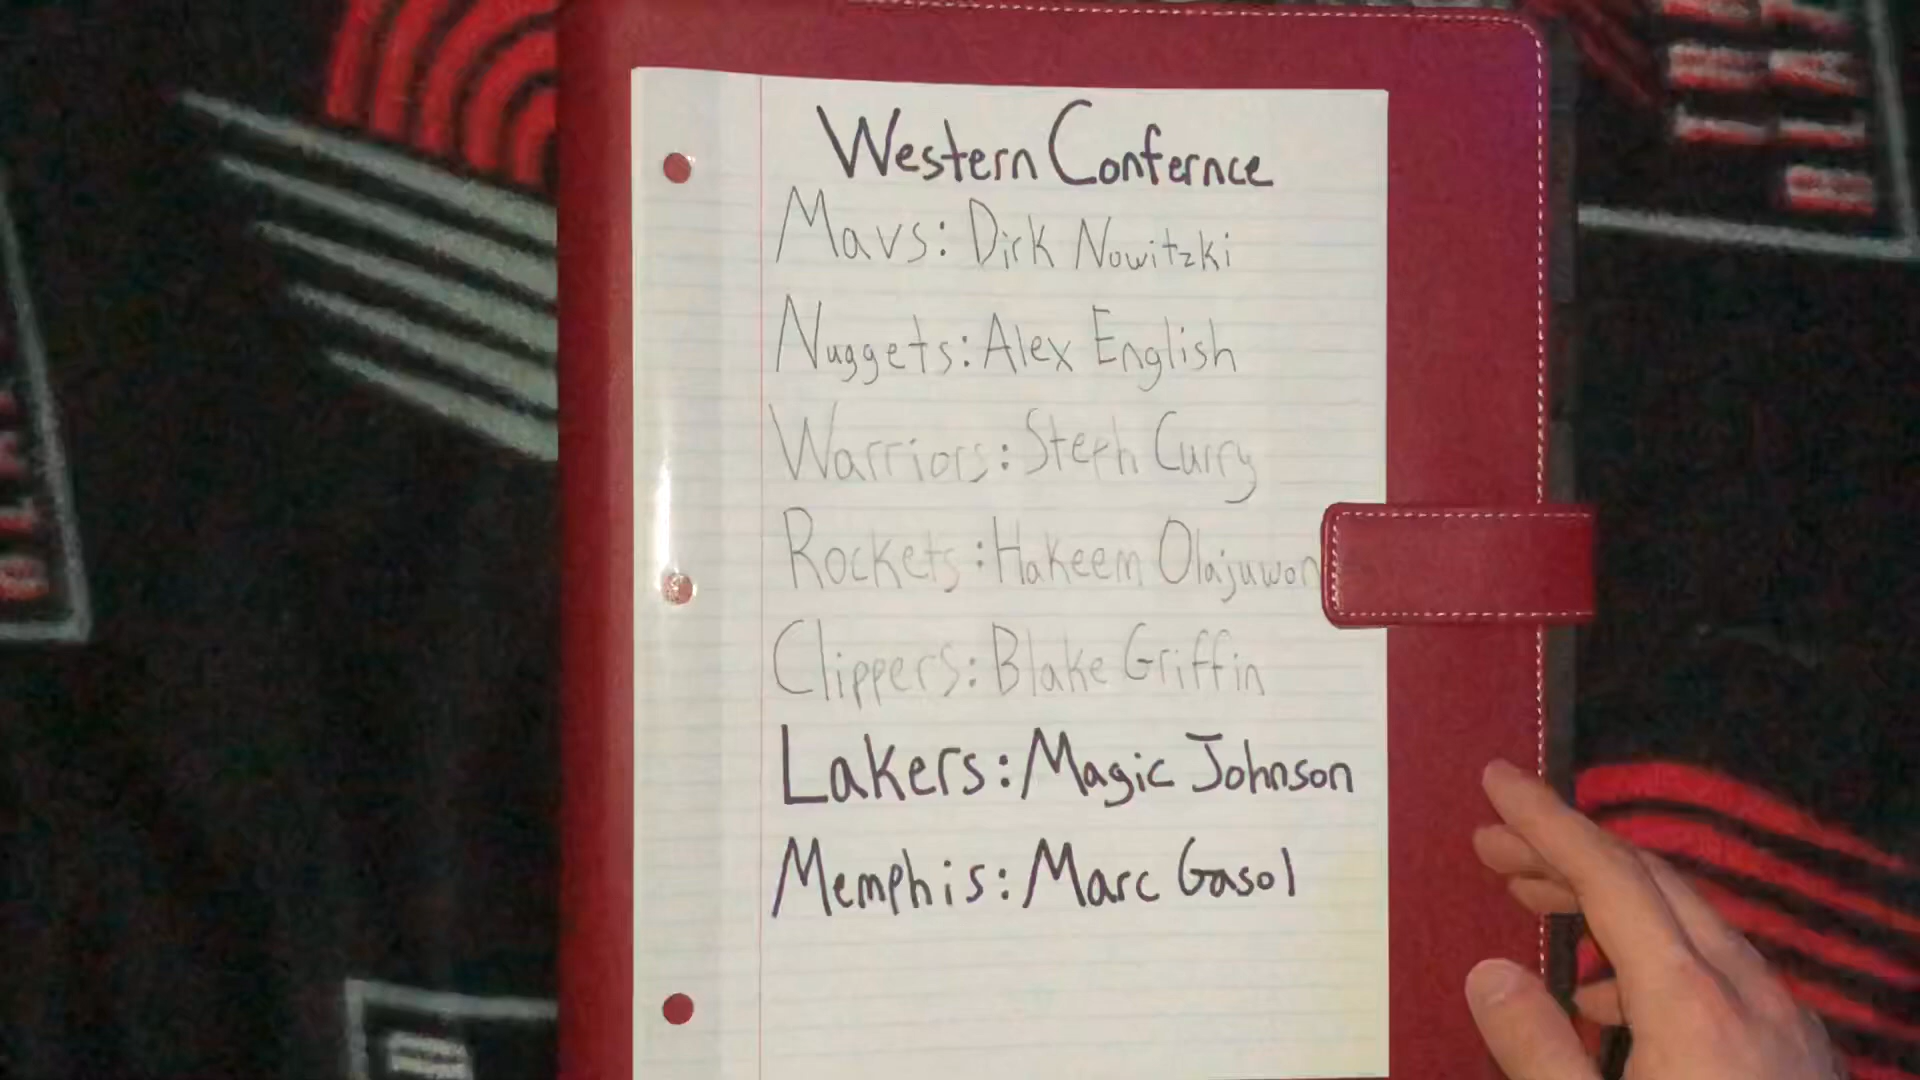 Western Confernce
Mavs: Dirk Nowitzki
Nuggets: Alex English
Warriors: Steph Curry
Rockets: Hakeem Olajuwon
Clippers: Blake Griffin
Lakers: Magic Johnson
Memphis: Marc Gasol